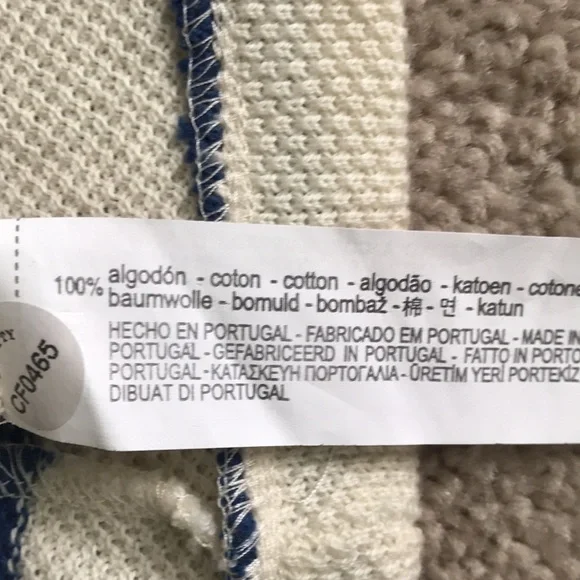 100% algodón - coton - cotton - algodão - katoen - cotone
baumwolle - bomuld - bombaž - 棉 - 면 - katun
HECHO EN PORTUGAL - FABRICADO EM PORTUGAL - MADE IN
PORTUGAL - GEFABRICEERD IN PORTUGAL - FATTO IN PORTO
PORTUGAL - ΚΑΤΑΣΚΕΥΗ ΠΟΡΤΟΓΑΛΙΑ - ÜRETİM YERİ PORTEKİZ
DIBUAT DI PORTUGAL
CF0465